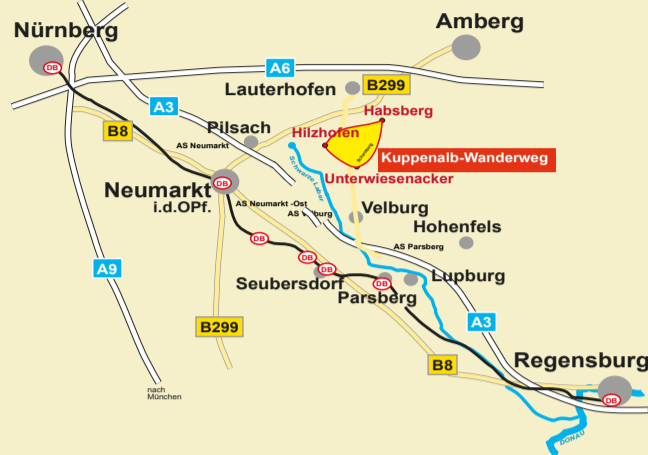 Amberg
Nürnberg
DB
A6
Lauterhofen
B299
A3
Habsberg
B8
Pilsach
Hilzhofen
AS Neumarkt
Schwarze Laber
Kuppenalb-Wanderweg
Neumarkt
DB
i.d.OPf.
Unterwiesenacker
AS Neumarkt -Ost
AS Velburg
Velburg
Hohenfels
DB
AS Parsberg
A9
DB
DB
Seubersdorf
DB
Lupburg
Parsberg
B299
A3
B8
Regensburg
nach
München
DB
DONAU